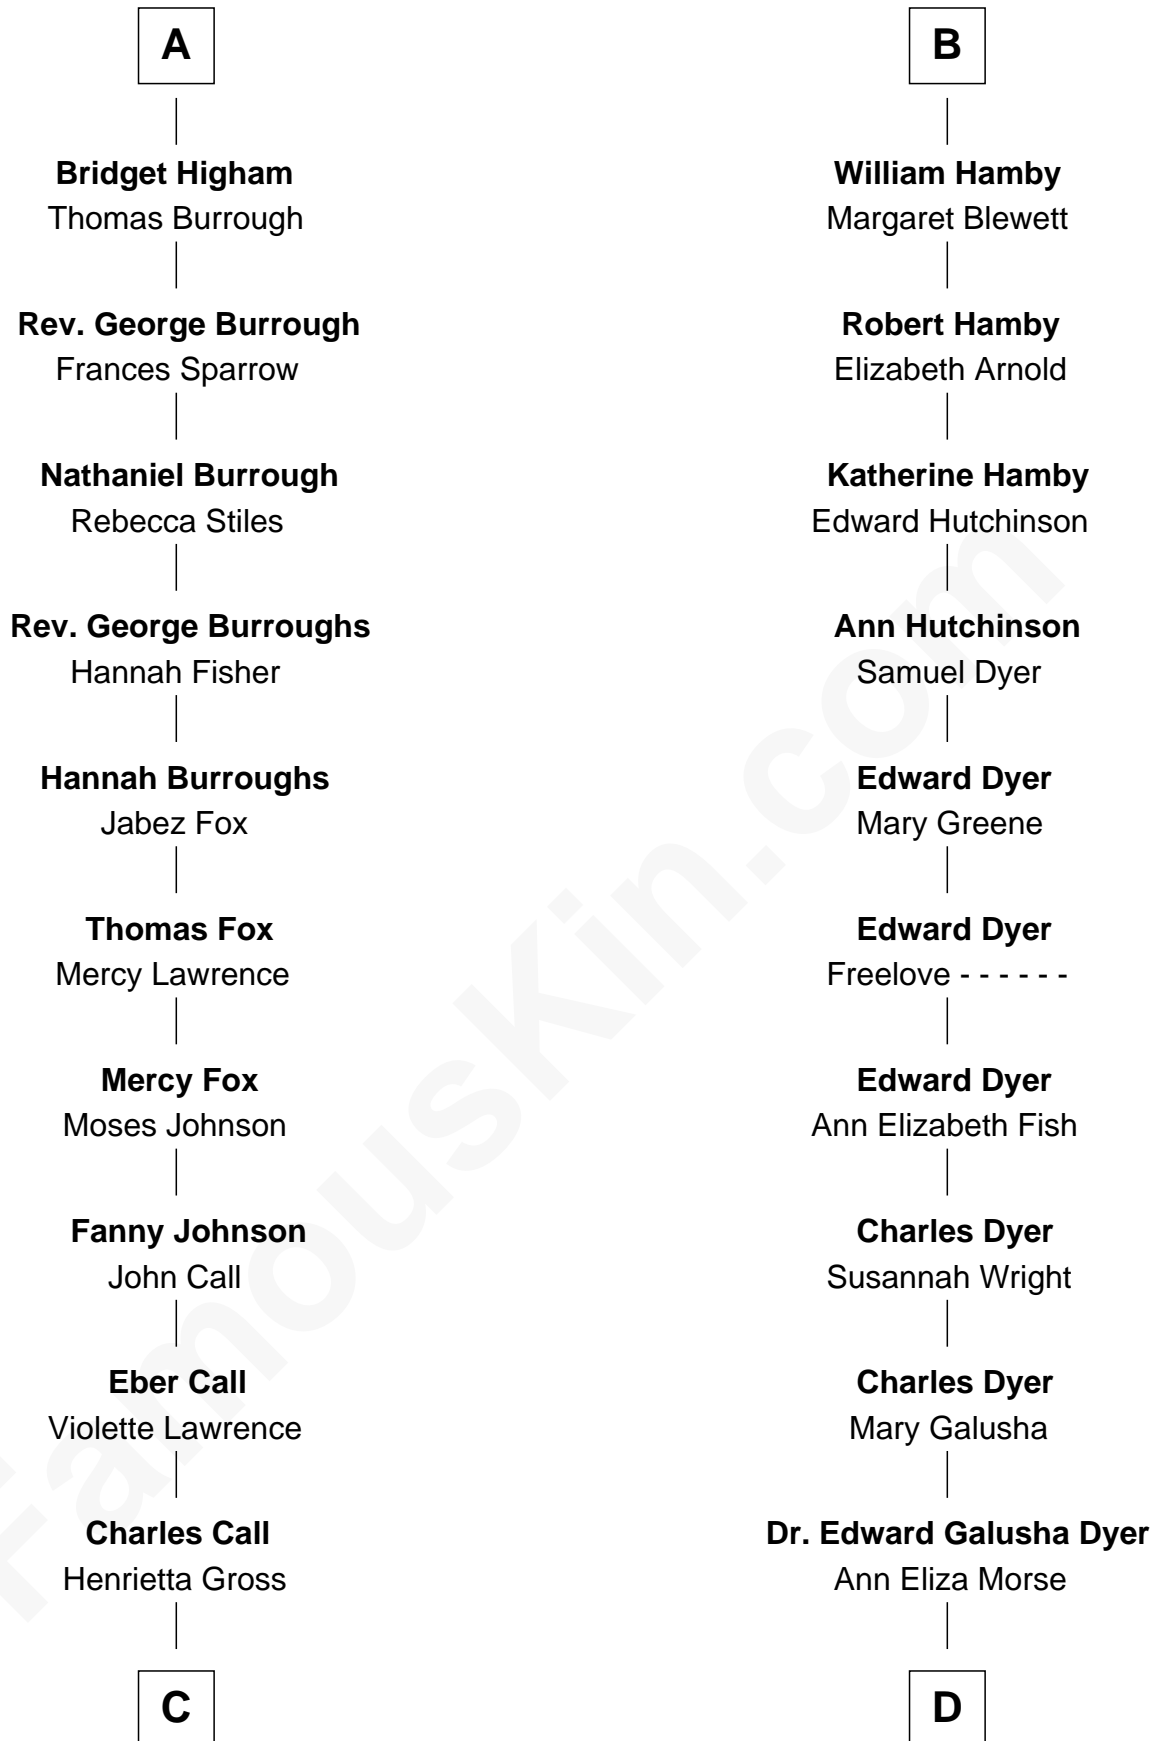 A
Bridget Higham
Thomas Burrough
Rev. George Burrough
Frances Sparrow
Nathaniel Burrough
Rebecca Stiles
Rev. George Burroughs
Hannah Fisher
Hannah Burroughs
Jabez Fox
Thomas Fox
Mercy Lawrence
Mercy Fox
Moses Johnson
Fanny Johnson
John Call
Eber Call
Violette Lawrence
Charles Call
Henrietta Gross
C
B
William Hamby
Margaret Blewett
Robert Hamby
Elizabeth Arnold
Katherine Hamby
Edward Hutchinson
Ann Hutchinson
Samuel Dyer
Edward Dyer
Mary Greene
Edward Dyer
Freelove - - - - - -
Edward Dyer
Ann Elizabeth Fish
Charles Dyer
Susannah Wright
Charles Dyer
Mary Galusha
Dr. Edward Galusha Dyer
Ann Eliza Morse
D
FamousKin.com